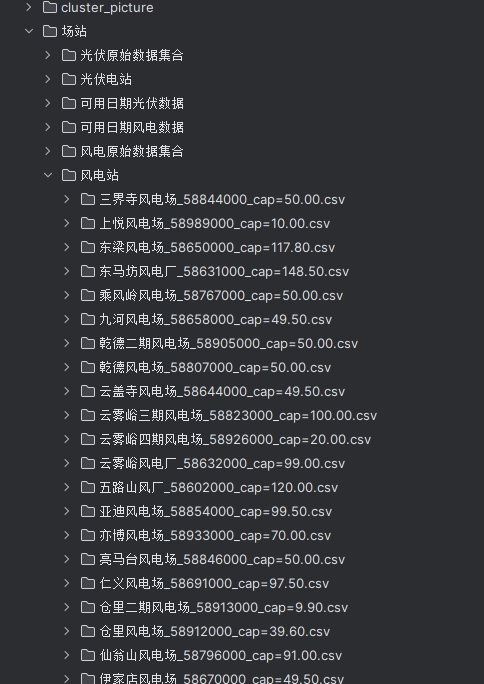 cluster_picture
场站
光伏原始数据集合
光伏电站
可用日期光伏数据
可用日期风电数据
风电原始数据集合
风电站
三界寺风电场_58844000_cap=50.00.csv
上悦风电场_58989000_cap=10.00.csv
东梁风电场_58650000_cap=117.80.csv
东马坊风电厂_58631000_cap=148.50.csv
乘风岭风电场_58767000_cap=50.00.csv
九河风电场_58658000_cap=49.50.csv
乾德二期风电场_58905000_cap=50.00.csv
乾德风电场_58807000_cap=50.00.csv
云盖寺风电场_58644000_cap=49.50.csv
云雾峪三期风电场_58823000_cap=100.00.csv
云雾峪四期风电场_58926000_cap=20.00.csv
云雾峪风电厂_58632000_cap=99.00.csv
五路山风厂_58602000_cap=120.00.csv
亚迪风电场_58854000_cap=99.50.csv
亦博风电场_58933000_cap=70.00.csv
亮马台风电场_58846000_cap=50.00.csv
仁义风电场_58691000_cap=97.50.csv
仓里二期风电场_58913000_cap=9.90.csv
仓里风电场_58912000_cap=39.60.csv
仙翁山风电场_58796000_cap=91.00.csv
伊家店风电场_58670000_cap=49.50.csv